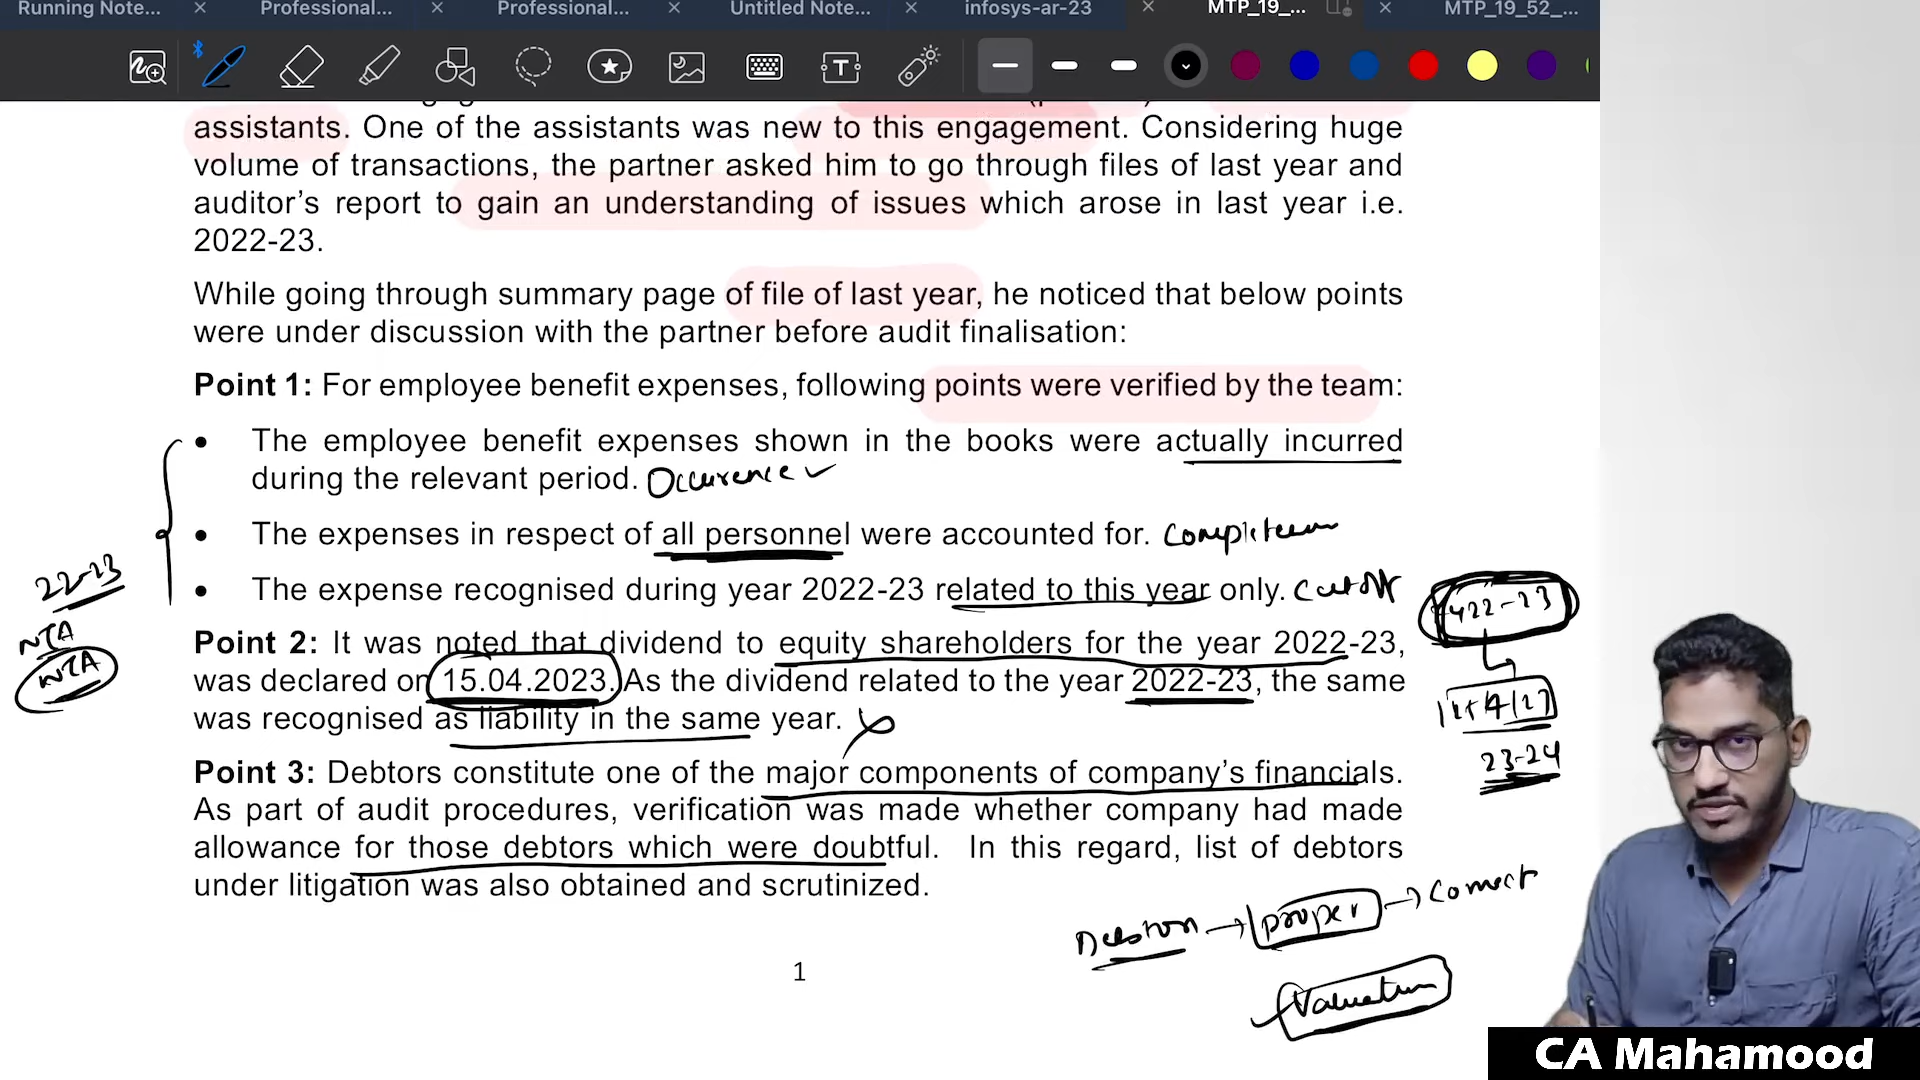 Running Note... × Professional... × Professional... × Untitled Note... × infosys-ar-23 × MTP_19_... × MTP_19_52_...
assistants. One of the assistants was new to this engagement. Considering huge
volume of transactions, the partner asked him to go through files of last year and
auditor's report to gain an understanding of issues which arose in last year i.e.
2022-23.
While going through summary page of file of last year, he noticed that below points
were under discussion with the partner before audit finalisation:
Point 1: For employee benefit expenses, following points were verified by the team:
• The employee benefit expenses shown in the books were actually incurred
during the relevant period. Occurence
• The expenses in respect of all personnel were accounted for.
• The expense recognised during year 2022-23 related to this year only. Cutoff
22-23
Point 2: It was noted that dividend to equity shareholders for the year 2022-23,
was declared on 15.04.2023. As the dividend related to the year 2022-23, the same
was recognised as liability in the same year.
23-24
Point 3: Debtors constitute one of the major components of company's financials.
As part of audit procedures, verification was made whether company had made
allowance for those debtors which were doubtful. In this regard, list of debtors
under litigation was also obtained and scrutinized.
proper
Valuation
1
CA Mahamood